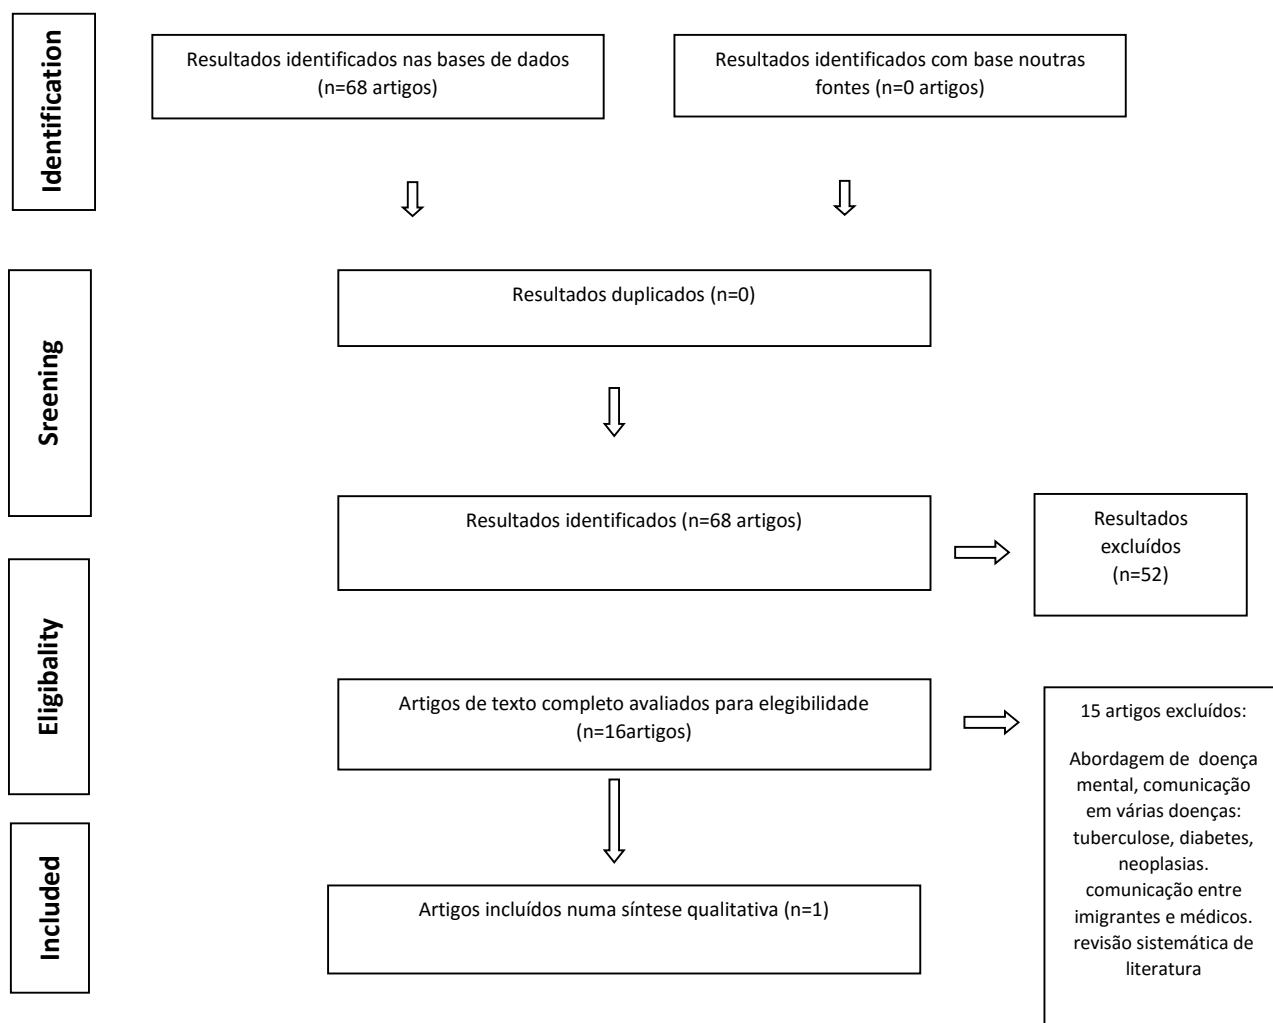 Identification
Resultados identificados nas bases de dados
(n=68 artigos)
Resultados identificados com base noutras
fontes (n=0 artigos)
Sreening
Resultados duplicados (n=0)
Resultados identificados (n=68 artigos)
Resultados
excluídos
(n=52)
Eligibality
Artigos de texto completo avaliados para elegibilidade
(n=16artigos)
15 artigos excluídos:
Abordagem de doença
mental, comunicação
em várias doenças:
tuberculose, diabetes,
neoplasias.
comunicação entre
imigrantes e médicos.
revisão sistemática de
literatura
Included
Artigos incluídos numa síntese qualitativa (n=1)